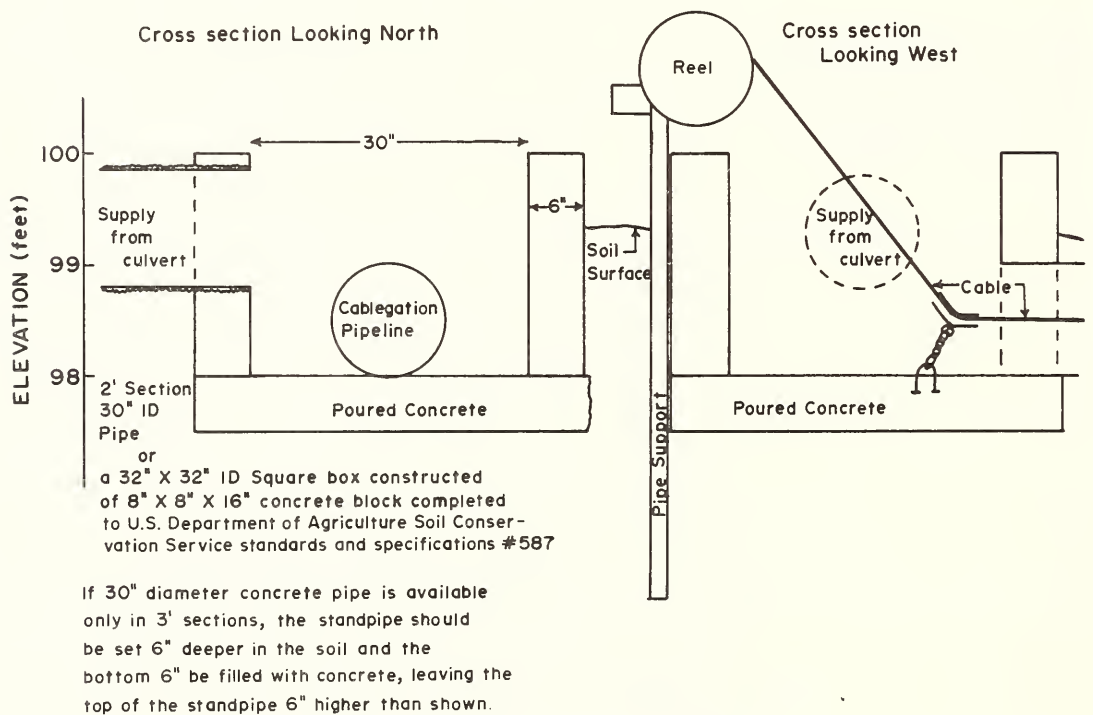 Cross section Looking North
Cross section
Looking West
Reel
30"
100
6"
Supply
from
culvert
Soil
Surface
Supply
from
culvert
99
Cable
Cablegation
Pipeline
ELEVATION (feet)
98
2' Section
30" ID
Pipe
or
a 32" X 32" ID Square box constructed
of 8" X 8" X 16" concrete block completed
to U.S. Department of Agriculture Soil Conser-
vation Service standards and specifications #587
Poured Concrete
Pipe Support
Poured Concrete
If 30" diameter concrete pipe is available
only in 3' sections, the standpipe should
be set 6" deeper in the soil and the
bottom 6" be filled with concrete, leaving the
top of the standpipe 6" higher than shown.